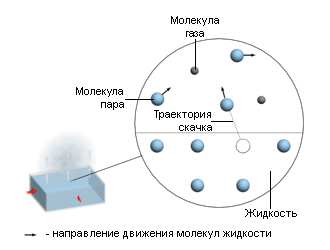 Молекула
газа
Молекула
пара
Траектория
скачка
Жидкость
- направление движения молекул жидкости